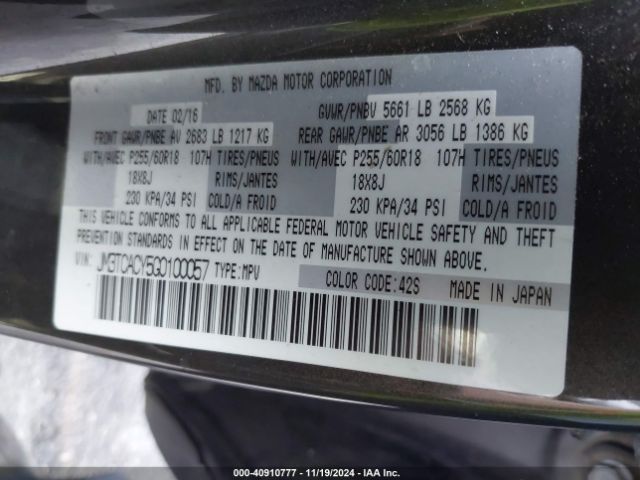 MFD. BY MAZDA MOTOR CORPORATION
DATE 02/16 GVWR/PNBV 5661 LB 2568 KG
FRONT GAWR/PNBE AV 2683 LB 1217 KG REAR GAWR/PNBE AR 3056 LB 1386 KG
WITH/AVEC P255/60R18 107H TIRES/PNEUS WITH/AVEC P255/60R18 107H TIRES/PNEUS
18X8J RIMS/JANTES 18X8J RIMS/JANTES
230 KPA/34 PSI COLD/A FROID 230 KPA/34 PSI COLD/A FROID
THIS VEHICLE CONFORMS TO ALL APPLICABLE FEDERAL MOTOR VEHICLE SAFETY AND THEFT
PREVENTION STANDARDS IN EFFECT ON THE DATE OF MANUFACTURE SHOWN ABOVE.
VIN: JM3TCACY5G0100057 TYPE:MPV
COLOR CODE:42S MADE IN JAPAN
(S) - 40910777 - 11/19/2024 - IAA Inc.